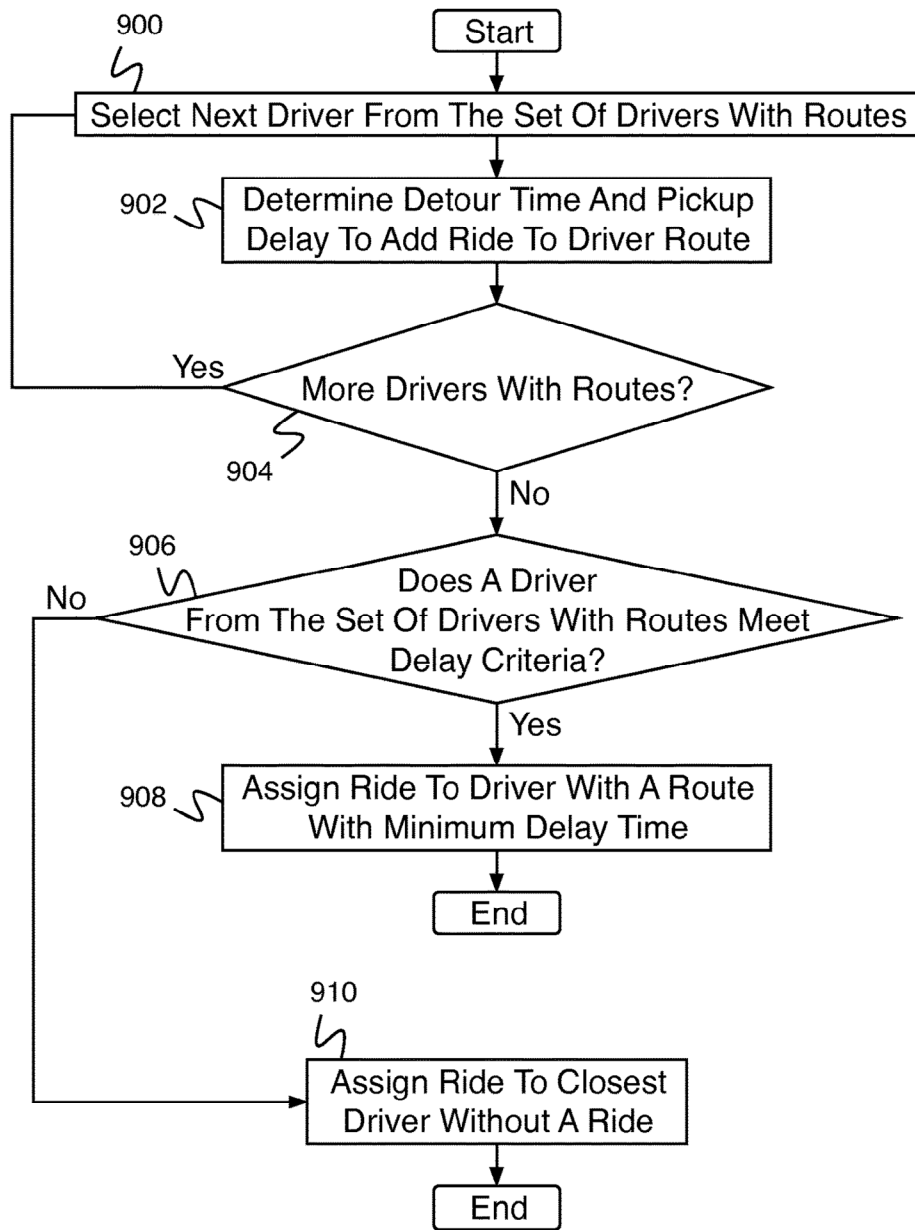 900
Start
Select Next Driver From The Set Of Drivers With Routes
902
Determine Detour Time And Pickup
Delay To Add Ride To Driver Route
Yes
More Drivers With Routes?
904
No
906
No
Does A Driver
From The Set Of Drivers With Routes Meet
Delay Criteria?
Yes
908
Assign Ride To Driver With A Route
With Minimum Delay Time
End
910
Assign Ride To Closest
Driver Without A Ride
End